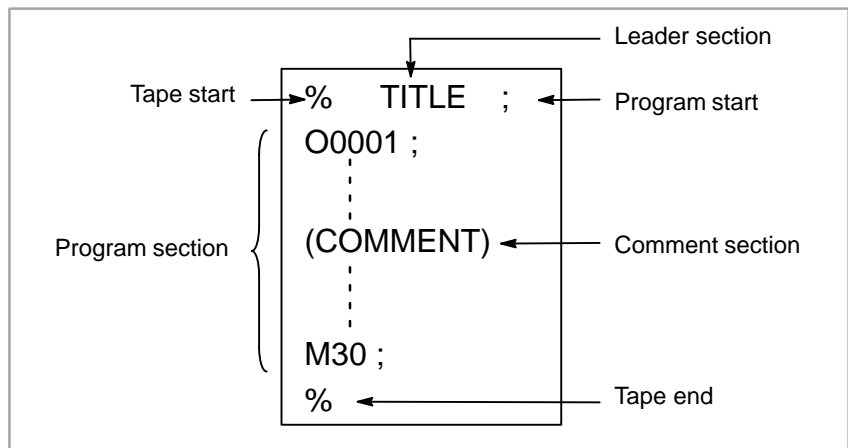 Leader section
Tape start % TITLE ; Program start
O0001 ;
Program section (COMMENT) Comment section
M30 ;
% Tape end